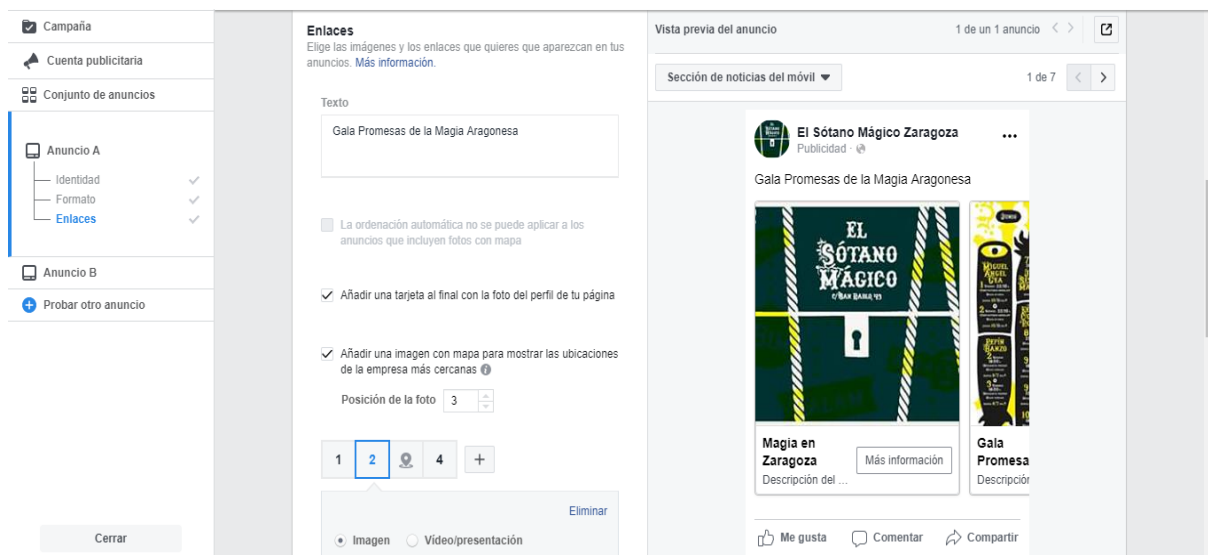 Campaña
Cuenta publicitaria
Conjunto de anuncios
Anuncio A
Identidad
Formato
Enlaces
Anuncio B
Probar otro anuncio
Cerrar
Enlaces
Elige las imágenes y los enlaces que quieres que aparezcan en tus
anuncios. Más información.
Texto
Gala Promesas de la Magia Aragonesa
La ordenación automática no se puede aplicar a los
anuncios que incluyen fotos con mapa
Añadir una tarjeta al final con la foto del perfil de tu página
Añadir una imagen con mapa para mostrar las ubicaciones
de la empresa más cercanas
Posición de la foto 3
1 2 4 +
Eliminar
Imagen Vídeo/presentación
Vista previa del anuncio 1 de un 1 anuncio
Sección de noticias del móvil 1 de 7
El Sótano Mágico Zaragoza
Publicidad ·
Gala Promesas de la Magia Aragonesa
EL
SÓTANO
MÁGICO
Magia en
Zaragoza
Más información
Descripción del ...
Gala
Promesa
Descripción
Me gusta Comentar Compartir